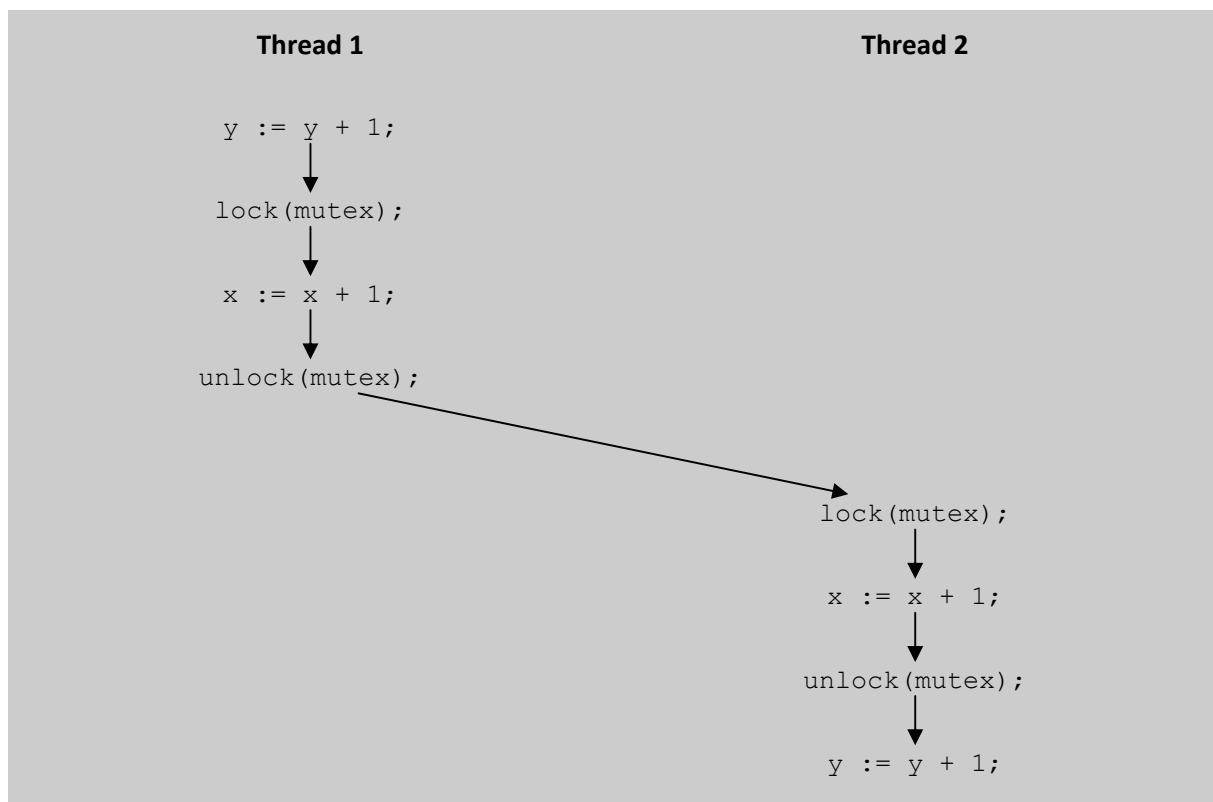 Thread 1
Thread 2
y := y + 1;
lock(mutex);
x := x + 1;
unlock(mutex);
lock(mutex);
x := x + 1;
unlock(mutex);
y := y + 1;